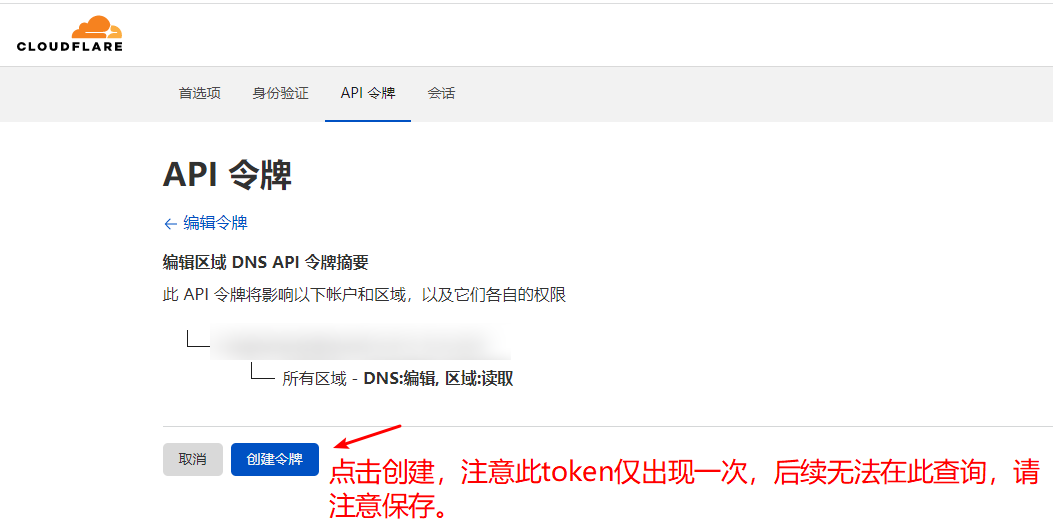 CLOUDFLARE
首选项 身份验证 API 令牌 会话
API 令牌
← 编辑令牌
编辑区域 DNS API 令牌摘要
此 API 令牌将影响以下帐户和区域，以及它们各自的权限
所有区域 - DNS:编辑, 区域:读取
取消 创建令牌
点击创建，注意此token仅出现一次，后续无法在此查询，请
注意保存。